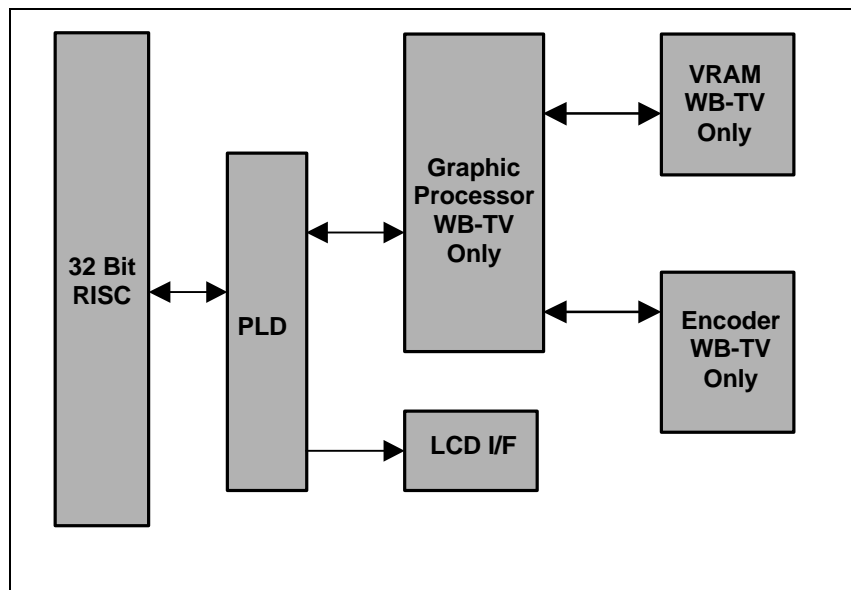 32 Bit
RISC
PLD
Graphic
Processor
WB-TV
Only
LCD I/F
VRAM
WB-TV
Only
Encoder
WB-TV
Only